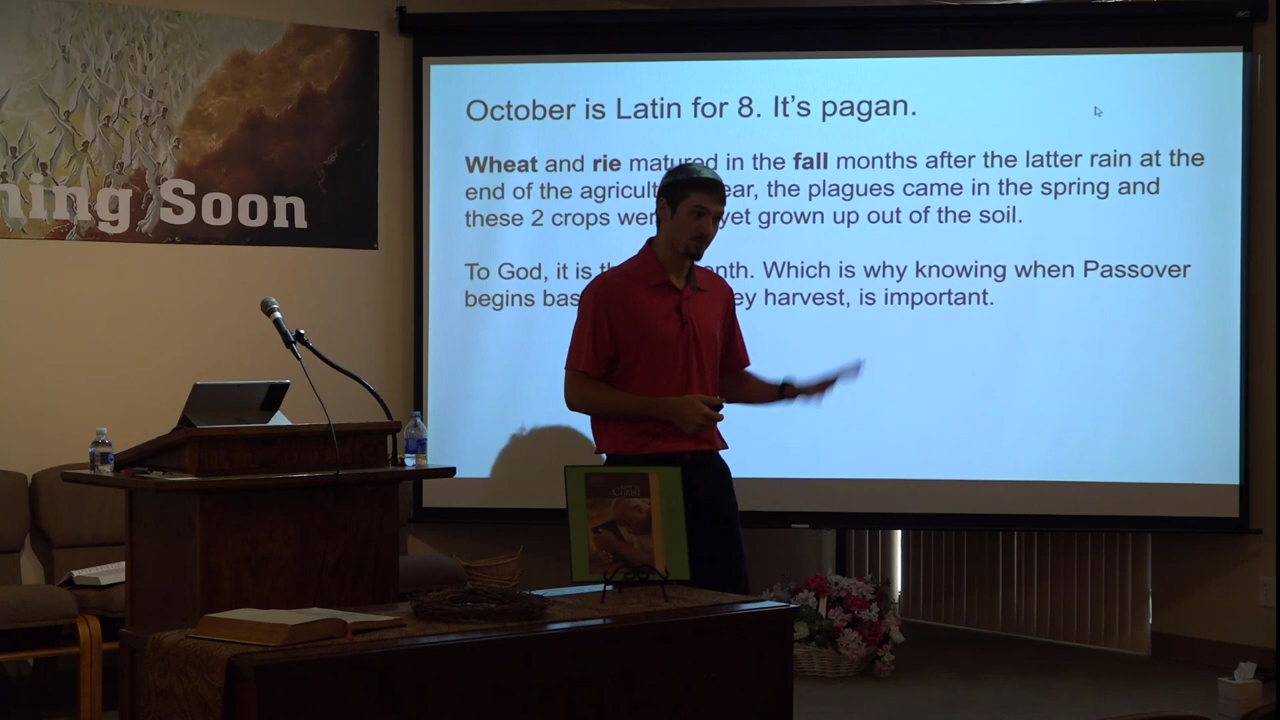 ning Soon
October is Latin for 8. It's pagan.
Wheat and rie matured in the fall months after the latter rain at the
end of the agricult ear, the plagues came in the spring and
these 2 crops wer yet grown up out of the soil.
To God, it is th nth. Which is why knowing when Passover
begins bas ey harvest, is important.
CHRIST